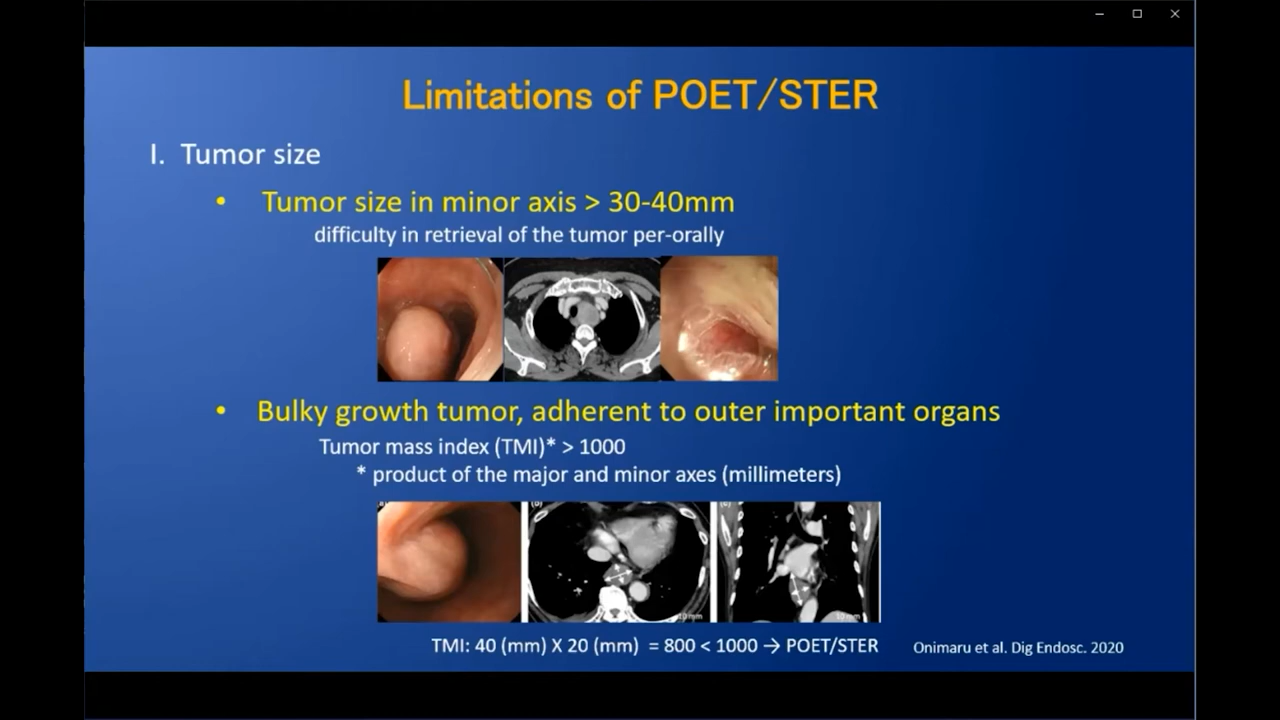 Limitations of POET/STER
I. Tumor size
• Tumor size in minor axis > 30-40mm
difficulty in retrieval of the tumor per-orally
• Bulky growth tumor, adherent to outer important organs
Tumor mass index (TMI)* > 1000
* product of the major and minor axes (millimeters)
(b)
(c)
10 mm
TMI: 40 (mm) X 20 (mm) = 800 < 1000 → POET/STER
Onimaru et al. Dig Endosc. 2020